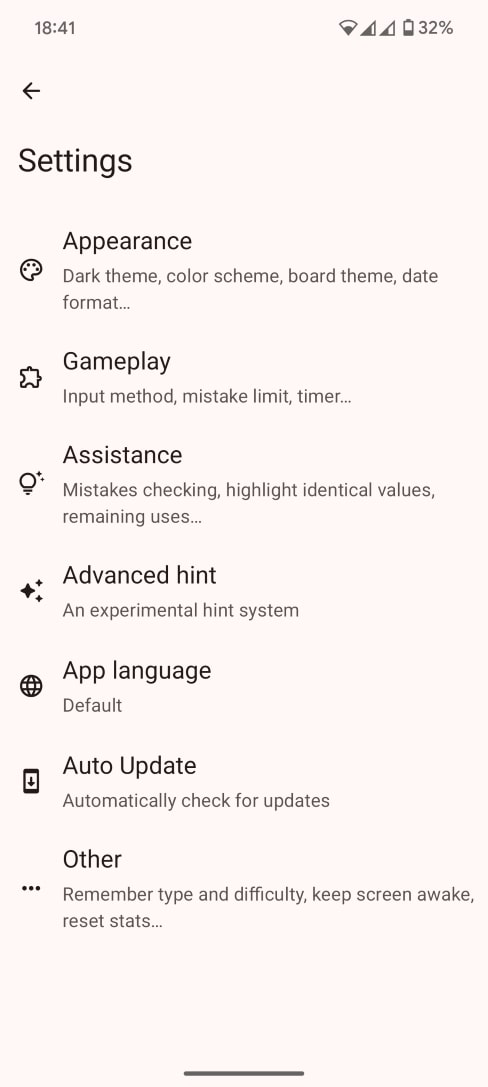 18:41
32%
Settings
Appearance
Dark theme, color scheme, board theme, date
format…
Gameplay
Input method, mistake limit, timer…
Assistance
Mistakes checking, highlight identical values,
remaining uses…
Advanced hint
An experimental hint system
App language
Default
Auto Update
Automatically check for updates
Other
Remember type and difficulty, keep screen awake,
reset stats…